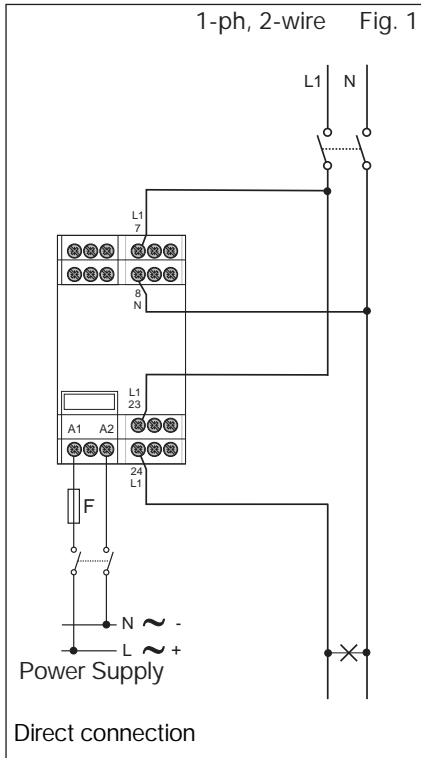 1-ph, 2-wire Fig. 1
L1 N
L1
7
8
N
L1
23
A1 A2
24
L1
F
N ~ -
L ~ +
Power Supply
Direct connection